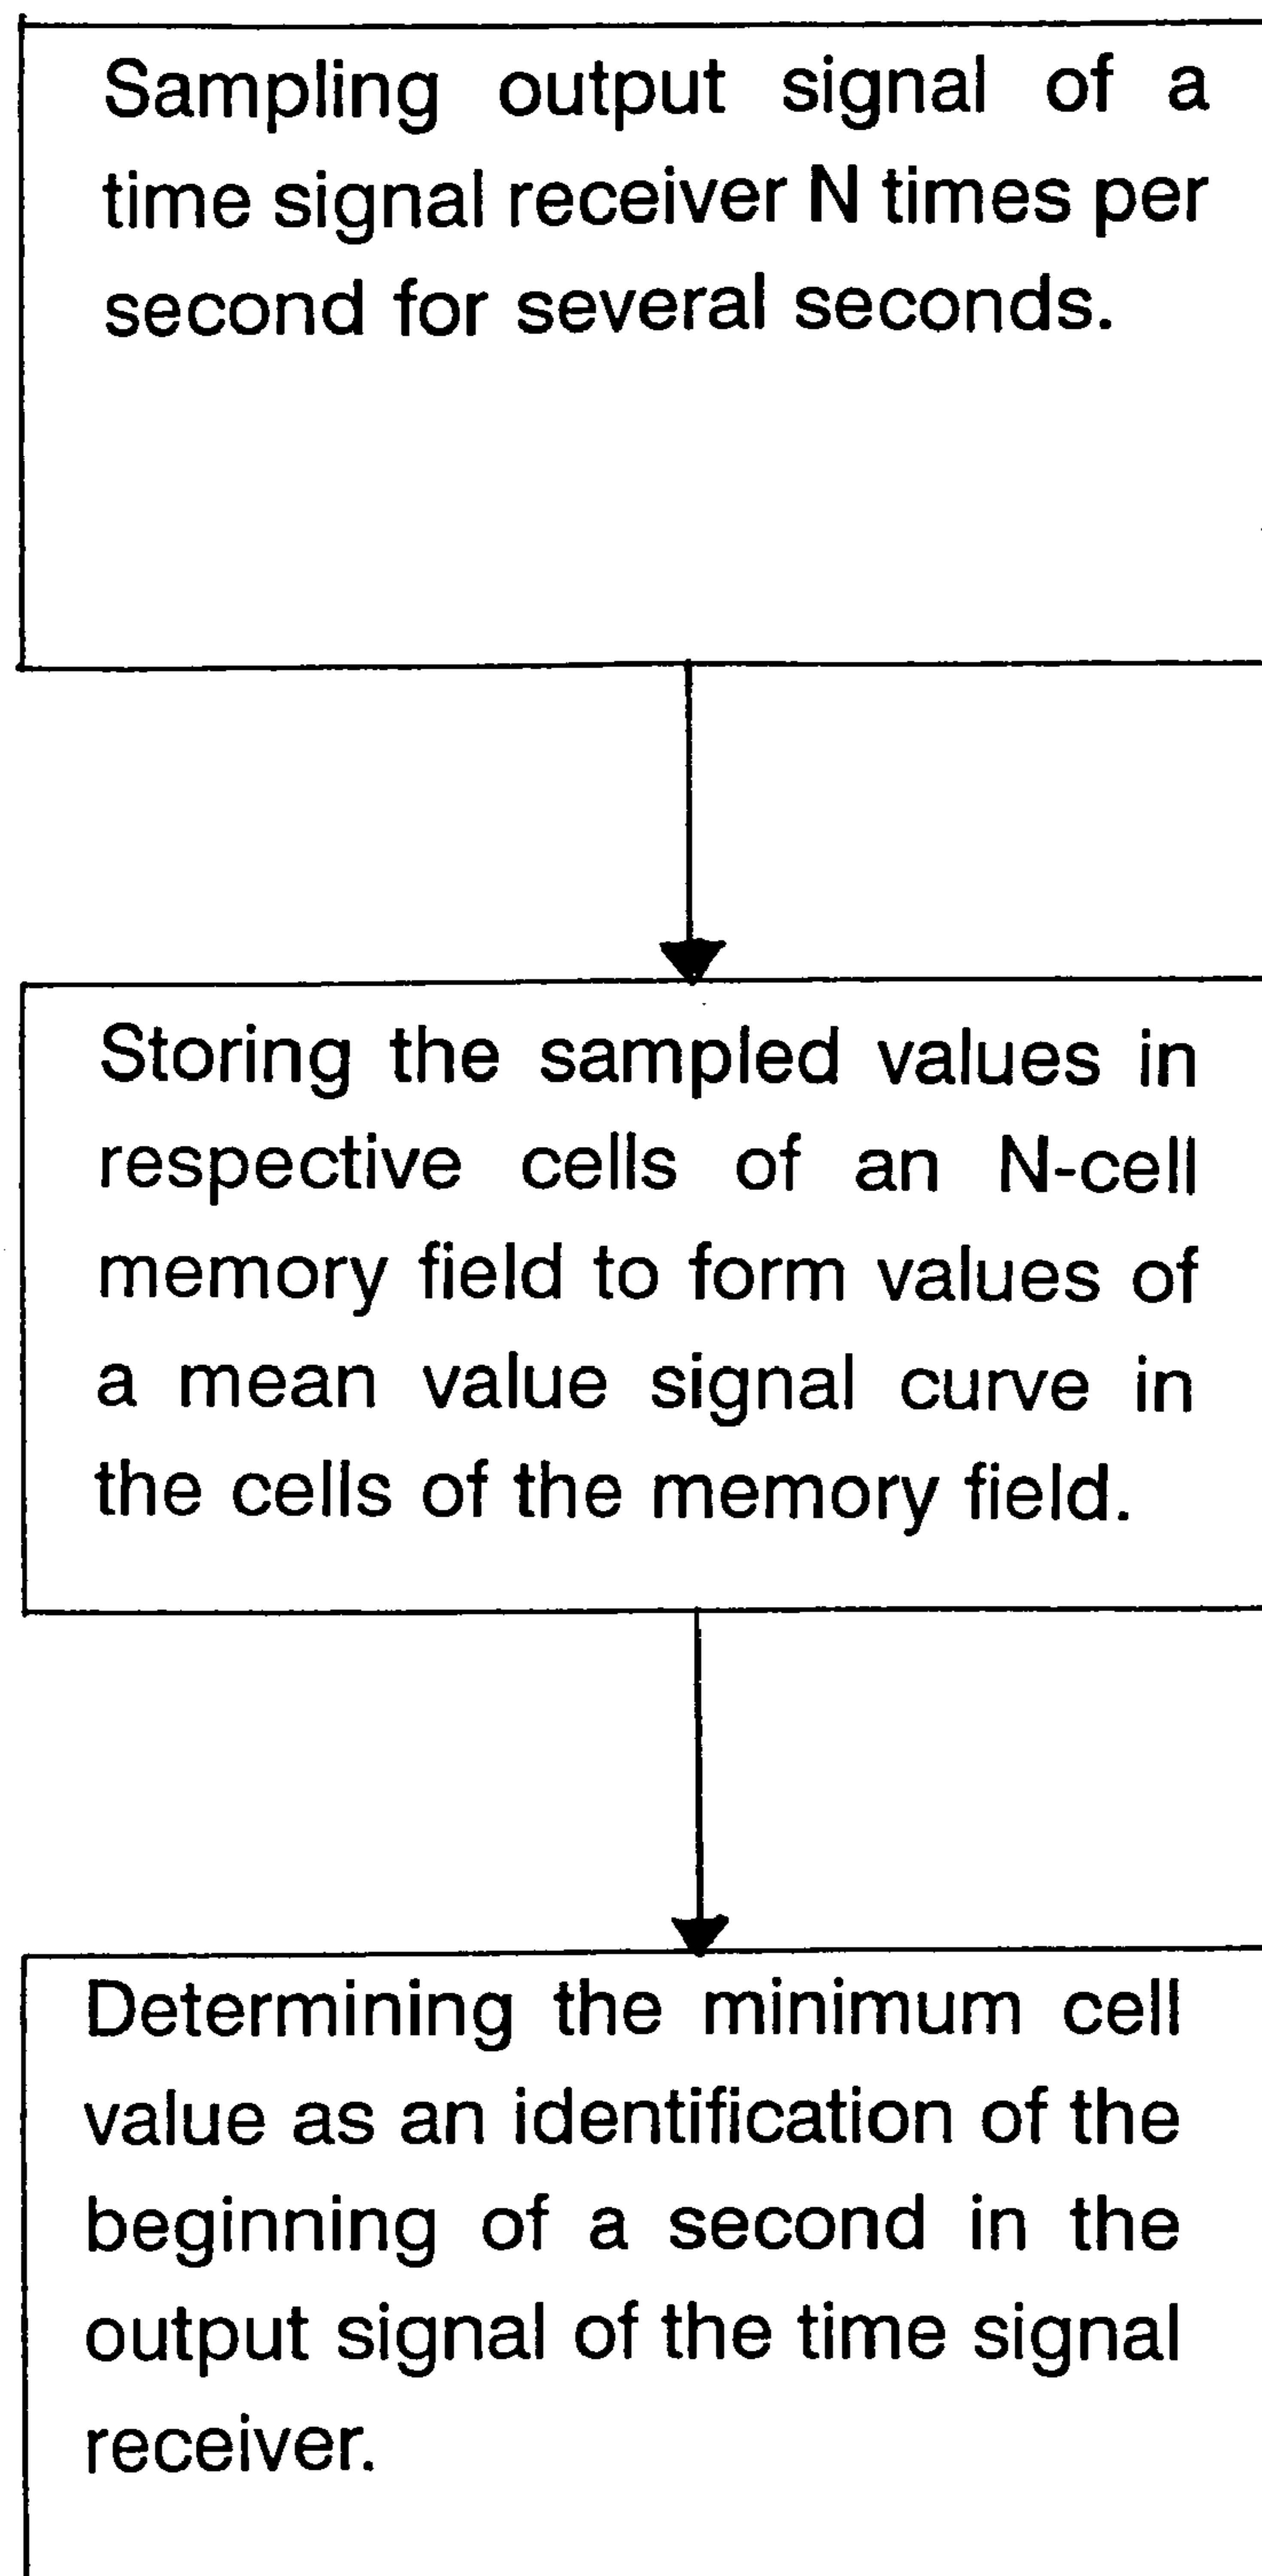 Sampling output signal of a
time signal receiver N times per
second for several seconds.
Storing the sampled values in
respective cells of an N-cell
memory field to form values of
a mean value signal curve in
the cells of the memory field.
Determining the minimum cell
value as an identification of the
beginning of a second in the
output signal of the time signal
receiver.